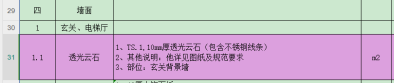 29 四 墙面
30 1 玄关、电梯厅
31 1.1 透光云石 1、TS.1,10mm厚透光云石（包含不锈钢线条） m2
2、其他说明，他详见图纸及规范要求
3、部位：玄关背景墙